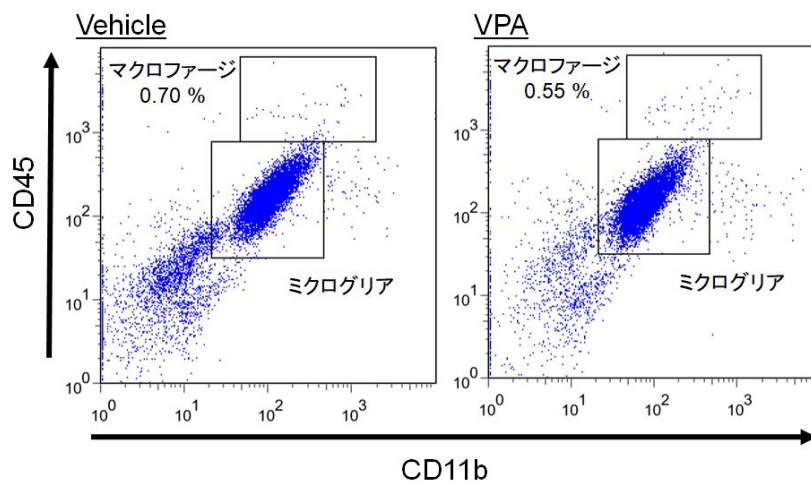 Vehicle
VPA
マクロファージ
0.70 %
マクロファージ
0.55 %
CD45
10³
10²
10¹
10⁰
10³
10²
10¹
10⁰
ミクログリア
ミクログリア
10⁰ 10¹ 10² 10³
10⁰ 10¹ 10² 10³
CD11b